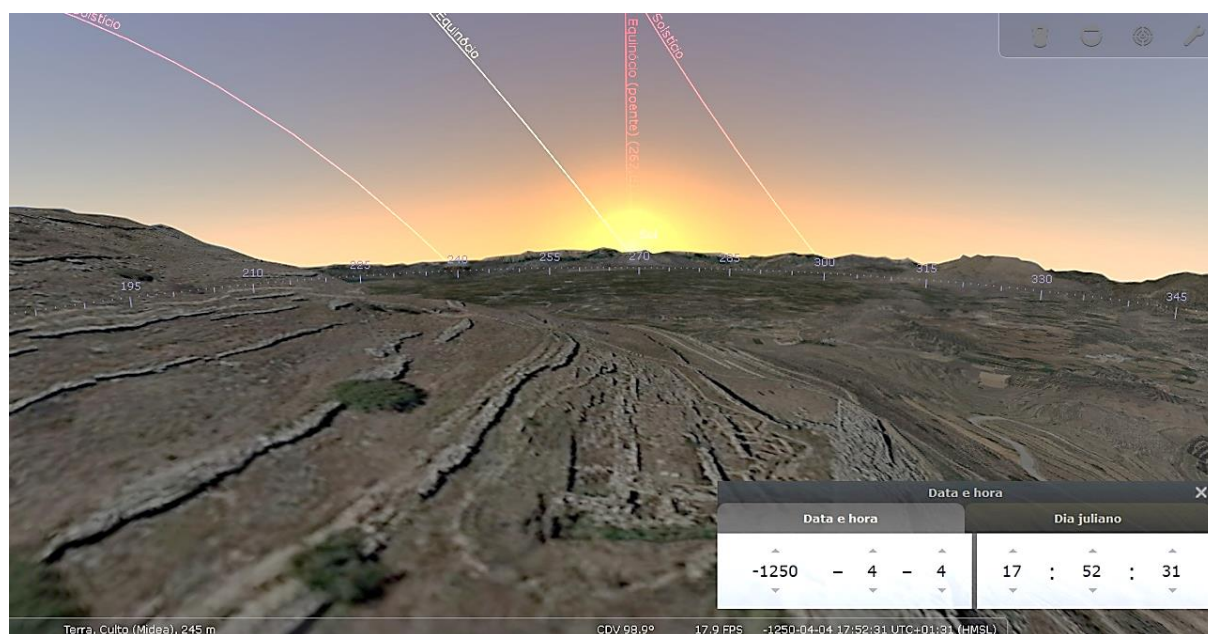 Solstício
Equinócio
Equinócio (poente) (267
Solstício
195
210
225
240
255
270
285
300
315
330
345
Data e hora
Data e hora
Dia juliano
-1250 – 4 – 4
17 : 52 : 31
Terra, Culto (Midea), 245 m
CDV 98.9°
17.9 FPS
-1250-04-04 17:52:31 UTC+01:31 (HMSL)